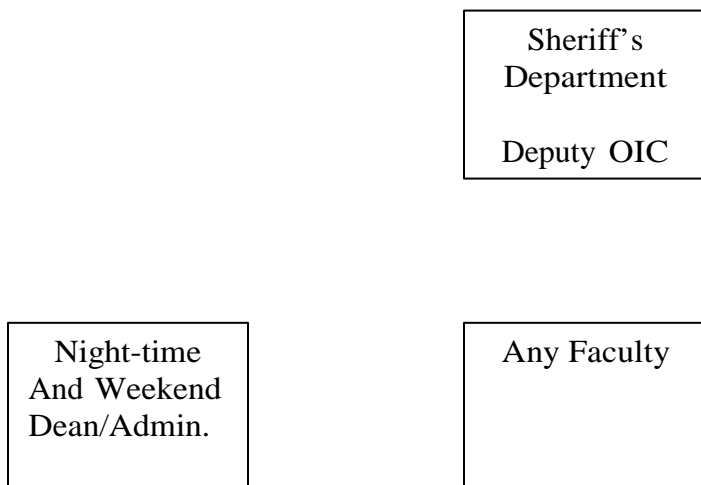 Sheriff’s
Department
Deputy OIC
Night-time
And Weekend
Dean/Admin.
Any Faculty